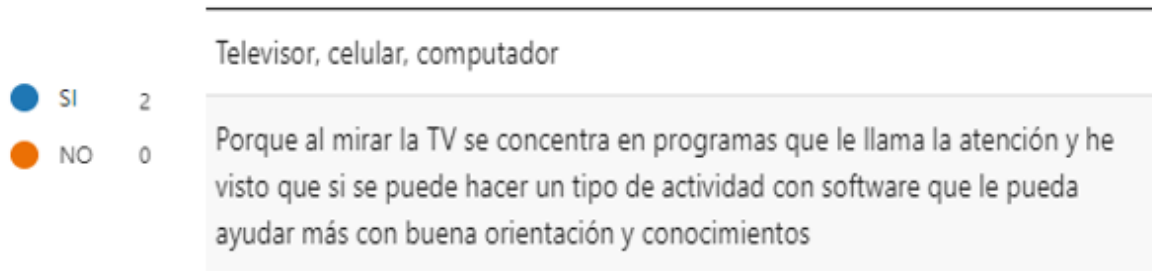 SI 2
NO 0
Televisor, celular, computador
Porque al mirar la TV se concentra en programas que le llama la atención y he
visto que si se puede hacer un tipo de actividad con software que le pueda
ayudar más con buena orientación y conocimientos